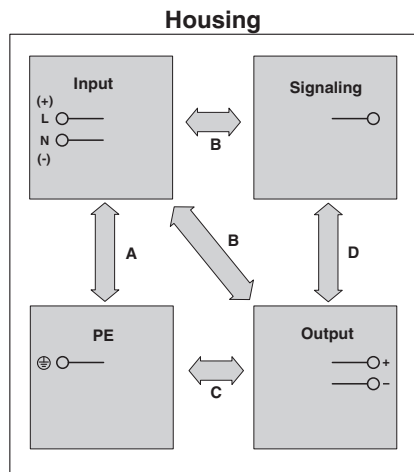 Housing
Input
(+)
L
N
(-)
Signaling
B
A
B
D
PE
Output
+
–
C